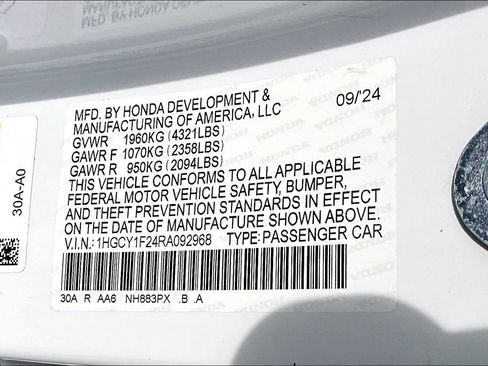 MFD. BY HONDA DEVELOPMENT &
MANUFACTURING OF AMERICA, LLC 09/'24
GVWR 1960KG (4321LBS)
GAWR F 1070KG (2358LBS)
GAWR R 950KG (2094LBS)
THIS VEHICLE CONFORMS TO ALL APPLICABLE
FEDERAL MOTOR VEHICLE SAFETY, BUMPER,
AND THEFT PREVENTION STANDARDS IN EFFECT
ON THE DATE OF MANUFACTURE SHOWN ABOVE.
V.I.N.: 1HGCY1F24RA092968 TYPE: PASSENGER CAR
30A R AA6 NH883PX .B .A
30A-A0